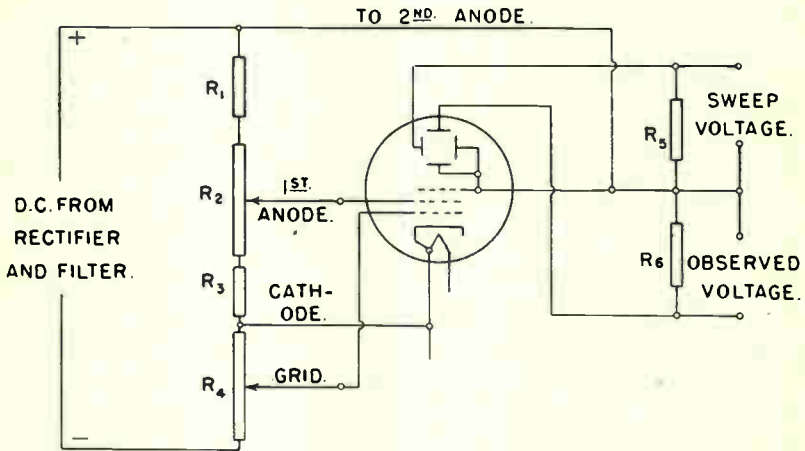 TO 2ND. ANODE.
+
R1
SWEEP
VOLTAGE.
R5
1ST.
ANODE.
R2
D.C. FROM
RECTIFIER
AND FILTER.
R3
CATH-
ODE.
R6
OBSERVED
VOLTAGE.
R4
GRID.
—